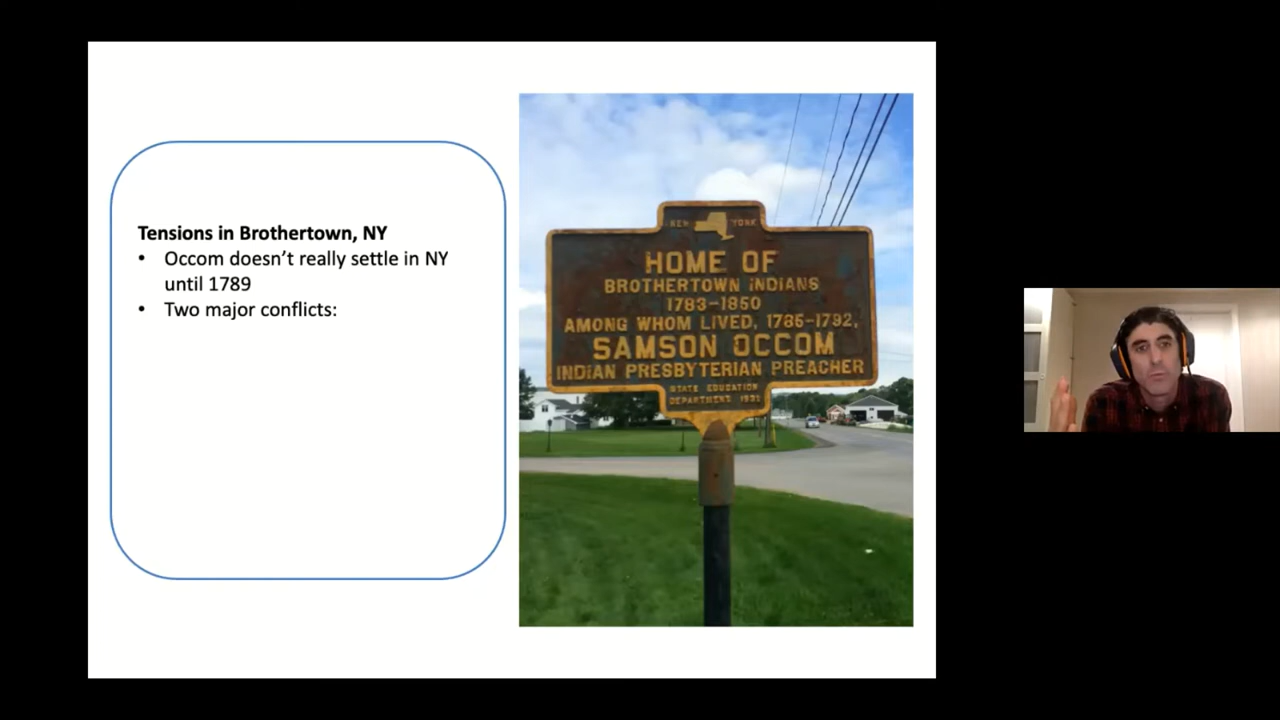 Tensions in Brothertown, NY
• Occom doesn’t really settle in NY
until 1789
• Two major conflicts:
NEW YORK
HOME OF
BROTHERTOWN INDIANS
1783-1850
AMONG WHOM LIVED, 1785-1792,
SAMSON OCCOM
INDIAN PRESBYTERIAN PREACHER
STATE EDUCATION
DEPARTMENT 1931